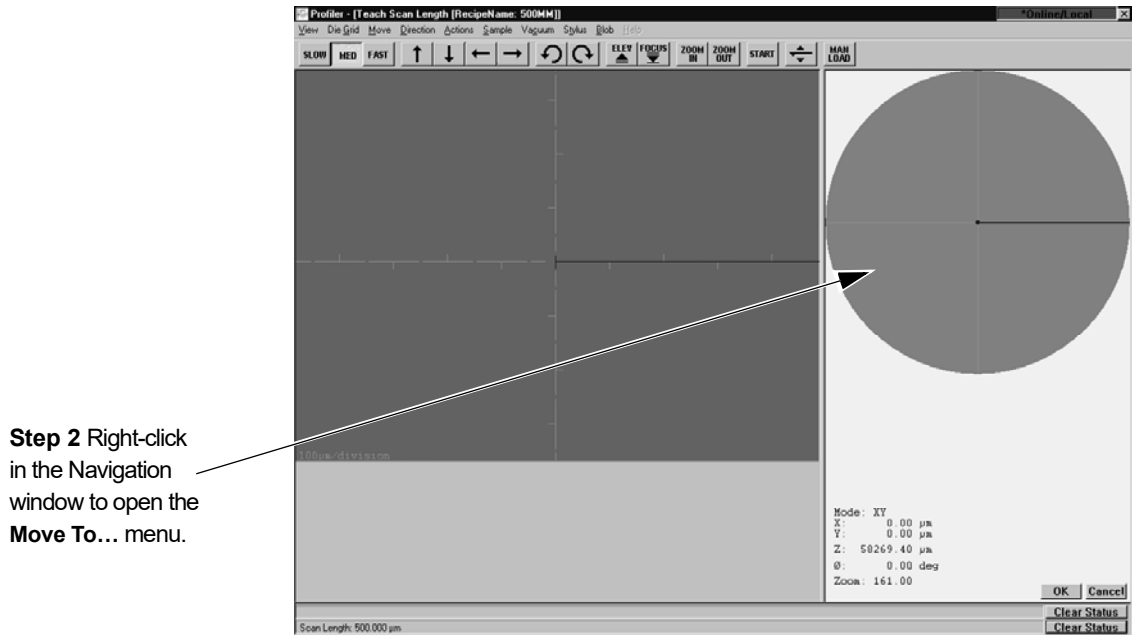 Profiler - [Teach Scan Length [RecipeName: 500MM]]
*Online/Local X
View Die Grid Move Direction Actions Sample Vacuum Stylus Blob Help
SLOW MED FAST ELEV FOCUS ZOOM IN ZOOM OUT START MAN LOAD
Step 2 Right-click
in the Navigation
window to open the
Move To… menu.
100µm/division
Mode: XY
X: 0.00 µm
Y: 0.00 µm
Z: 58269.40 µm
Ø: 0.00 deg
Zoom: 161.00
OK Cancel
Clear Status
Scan Length: 500.000 µm Clear Status